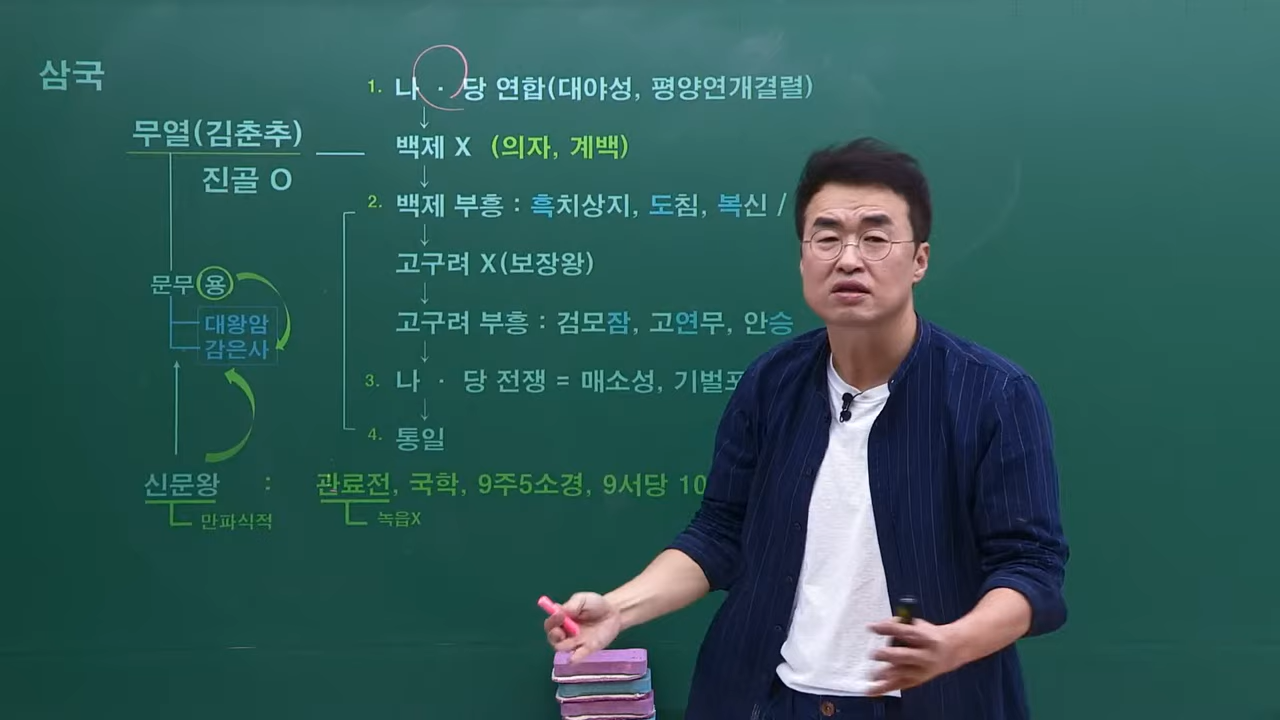 삼국
무열(김춘추)
진골 O
문무 용
대왕암
감은사
신문왕 : 관료전, 국학, 9주5소경, 9서당 10
만파식적
녹읍X
1. 나 · 당 연합(대야성, 평양연개결렬)
↓
백제 X (의자, 계백)
↓
2. 백제 부흥 : 흑치상지, 도침, 복신 /
↓
고구려 X(보장왕)
↓
고구려 부흥 : 검모잠, 고연무, 안승
↓
3. 나 · 당 전쟁 = 매소성, 기벌포
↓
4. 통일